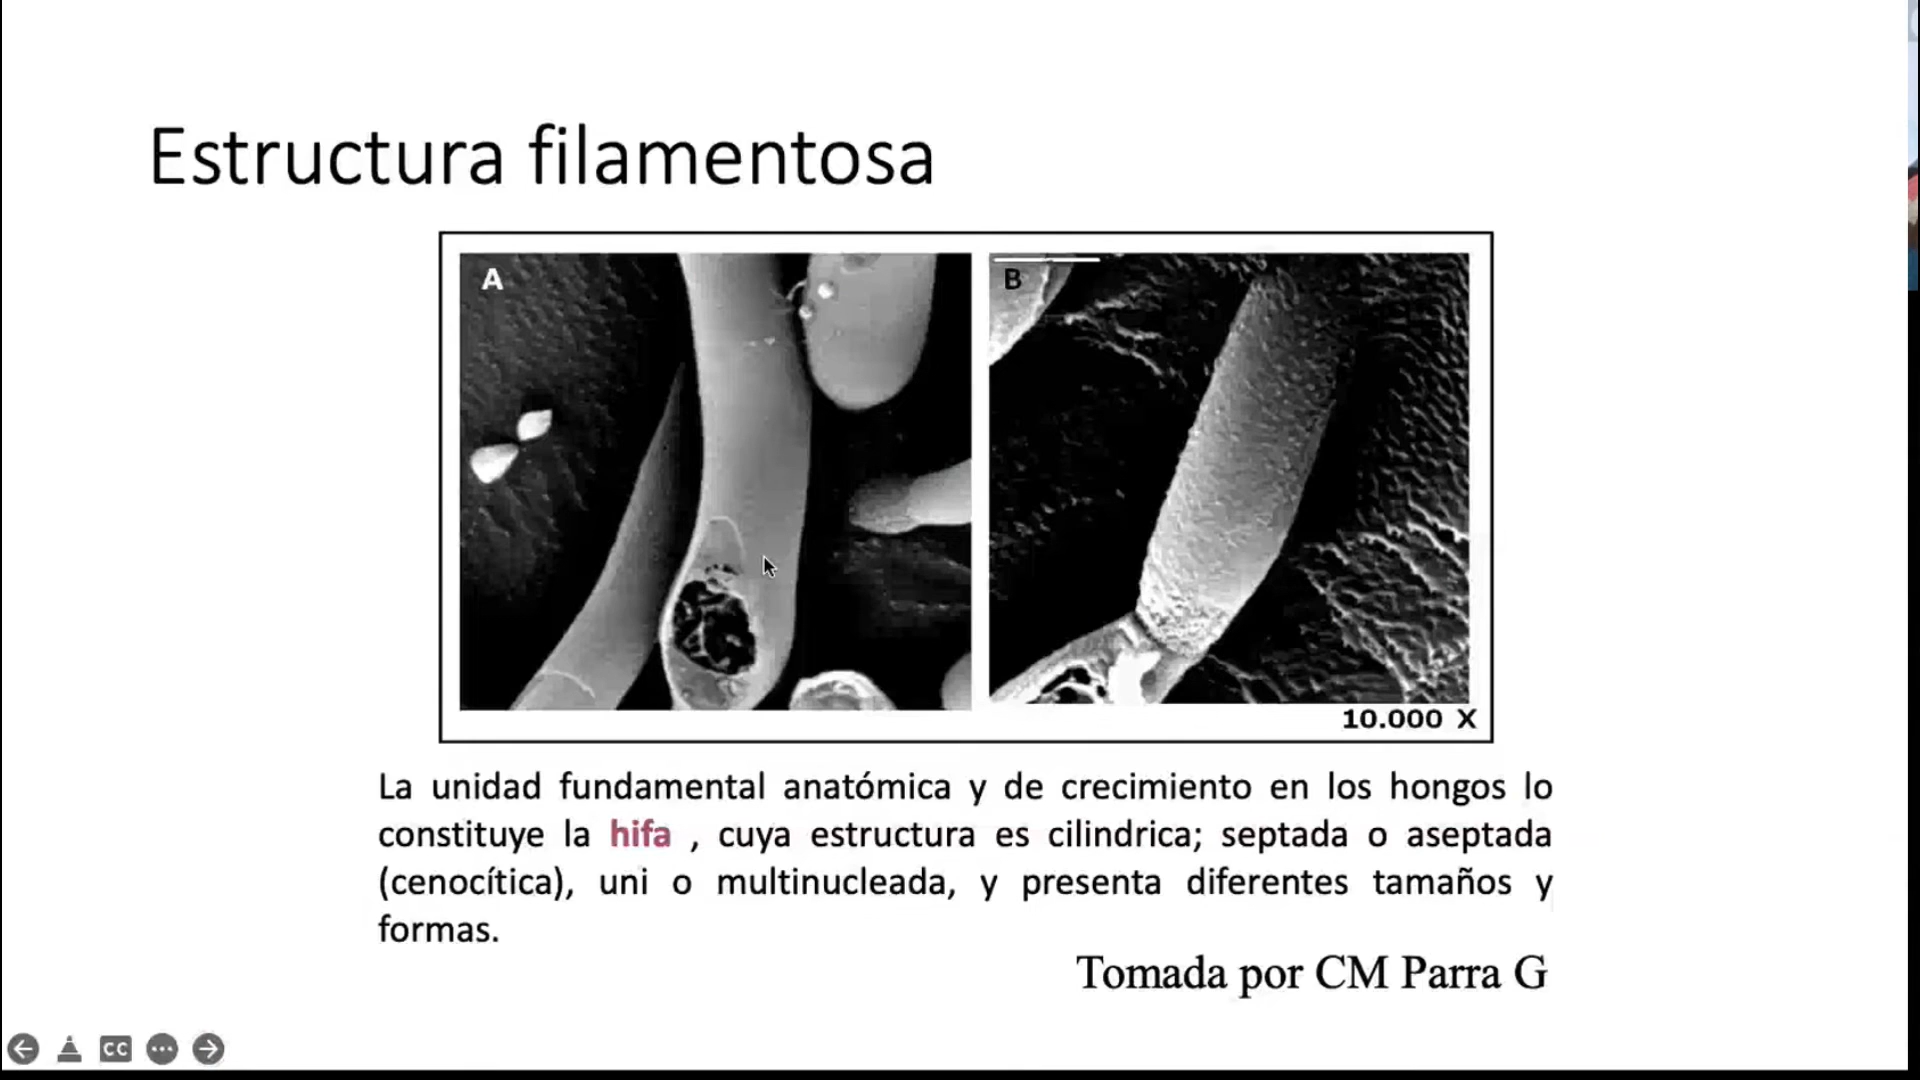 Estructura filamentosa
A
B
10.000 X
La unidad fundamental anatómica y de crecimiento en los hongos lo
constituye la hifa , cuya estructura es cilindrica; septada o aseptada
(cenocítica), uni o multinucleada, y presenta diferentes tamaños y
formas.
Tomada por CM Parra G
CC